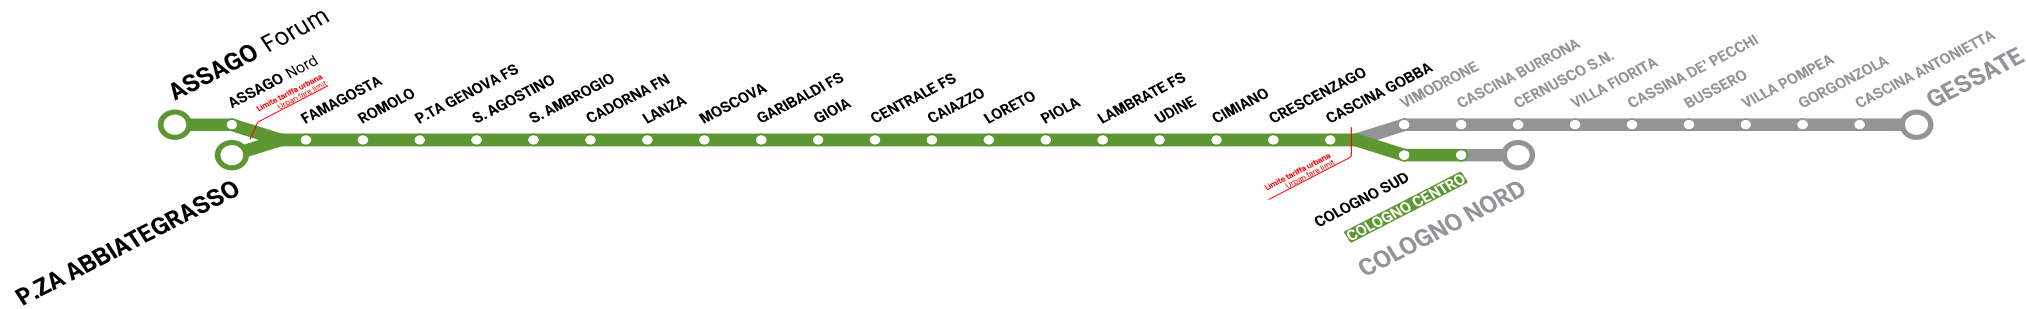 ASSAGO Forum
ASSAGO Nord
Limite tariffa urbana
Urban fare limit
P.ZA ABBIATEGRASSO
FAMAGOSTA
ROMOLO
P.TA GENOVA FS
S. AGOSTINO
S. AMBROGIO
CADORNA FN
LANZA
MOSCOVA
GARIBALDI FS
GIOIA
CENTRALE FS
CAIAZZO
LORETO
PIOLA
LAMBRATE FS
UDINE
CIMIANO
CRESCENZAGO
CASCINA GOBBA
Limite tariffa urbana
Urban fare limit
VIMODRONE
CASCINA BURRONA
CERNUSCO S.N.
VILLA FIORITA
CASSINA DE' PECCHI
BUSSERO
VILLA POMPEA
GORGONZOLA
CASCINA ANTONIETTA
GESSATE
COLOGNO SUD
COLOGNO CENTRO
COLOGNO NORD